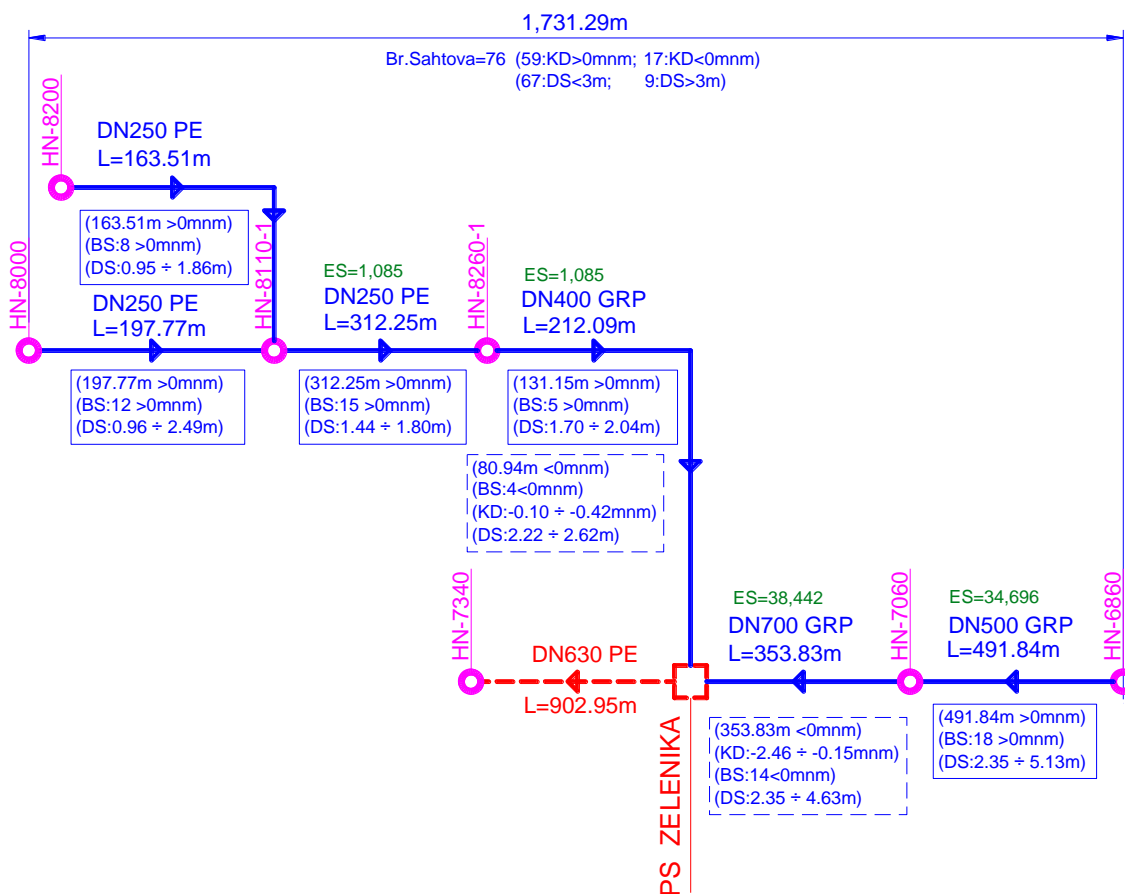 1,731.29m
Br.Sahtova=76 (59:KD>0mnm; 17:KD<0mnm)
(67:DS<3m; 9:DS>3m)
HN-8200
DN250 PE
L=163.51m
(163.51m >0mnm)
(BS:8 >0mnm)
(DS:0.95 ÷ 1.86m)
HN-8000
DN250 PE
L=197.77m
(197.77m >0mnm)
(BS:12 >0mnm)
(DS:0.96 ÷ 2.49m)
HN-8110-1
ES=1,085
DN250 PE
L=312.25m
(312.25m >0mnm)
(BS:15 >0mnm)
(DS:1.44 ÷ 1.80m)
HN-8260-1
ES=1,085
DN400 GRP
L=212.09m
(131.15m >0mnm)
(BS:5 >0mnm)
(DS:1.70 ÷ 2.04m)
(80.94m <0mnm)
(BS:4<0mnm)
(KD:-0.10 ÷ -0.42mnm)
(DS:2.22 ÷ 2.62m)
HN-7340
DN630 PE
L=902.95m
PS ZELENIKA
ES=38,442
DN700 GRP
L=353.83m
(353.83m <0mnm)
(KD:-2.46 ÷ -0.15mnm)
(BS:14<0mnm)
(DS:2.35 ÷ 4.63m)
HN-7060
ES=34,696
DN500 GRP
L=491.84m
(491.84m >0mnm)
(BS:18 >0mnm)
(DS:2.35 ÷ 5.13m)
HN-6860